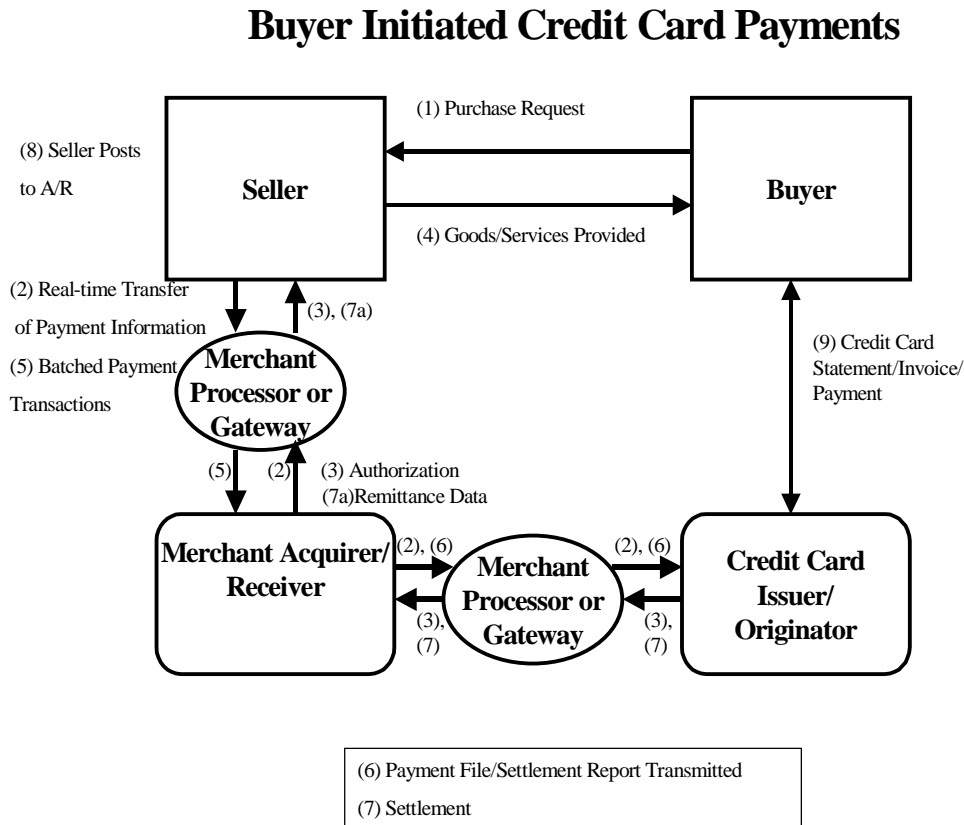 Buyer Initiated Credit Card Payments
(1) Purchase Request
(8) Seller Posts
to A/R
Seller
Buyer
(4) Goods/Services Provided
(2) Real-time Transfer
of Payment Information
(3), (7a)
(5) Batched Payment
Transactions
Merchant
Processor or
Gateway
(9) Credit Card
Statement/Invoice/
Payment
(5)
(2)
(3) Authorization
(7a)Remittance Data
Merchant Acquirer/
Receiver
(2), (6)
Merchant
Processor or
Gateway
(2), (6)
Credit Card
Issuer/
Originator
(3),
(7)
(3),
(7)
(6) Payment File/Settlement Report Transmitted
(7) Settlement